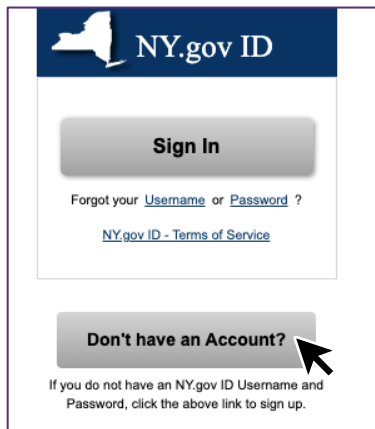 NY.gov ID
Sign In
Forgot your Username or Password ?
NY.gov ID - Terms of Service
Don't have an Account?
If you do not have an NY.gov ID Username and
Password, click the above link to sign up.